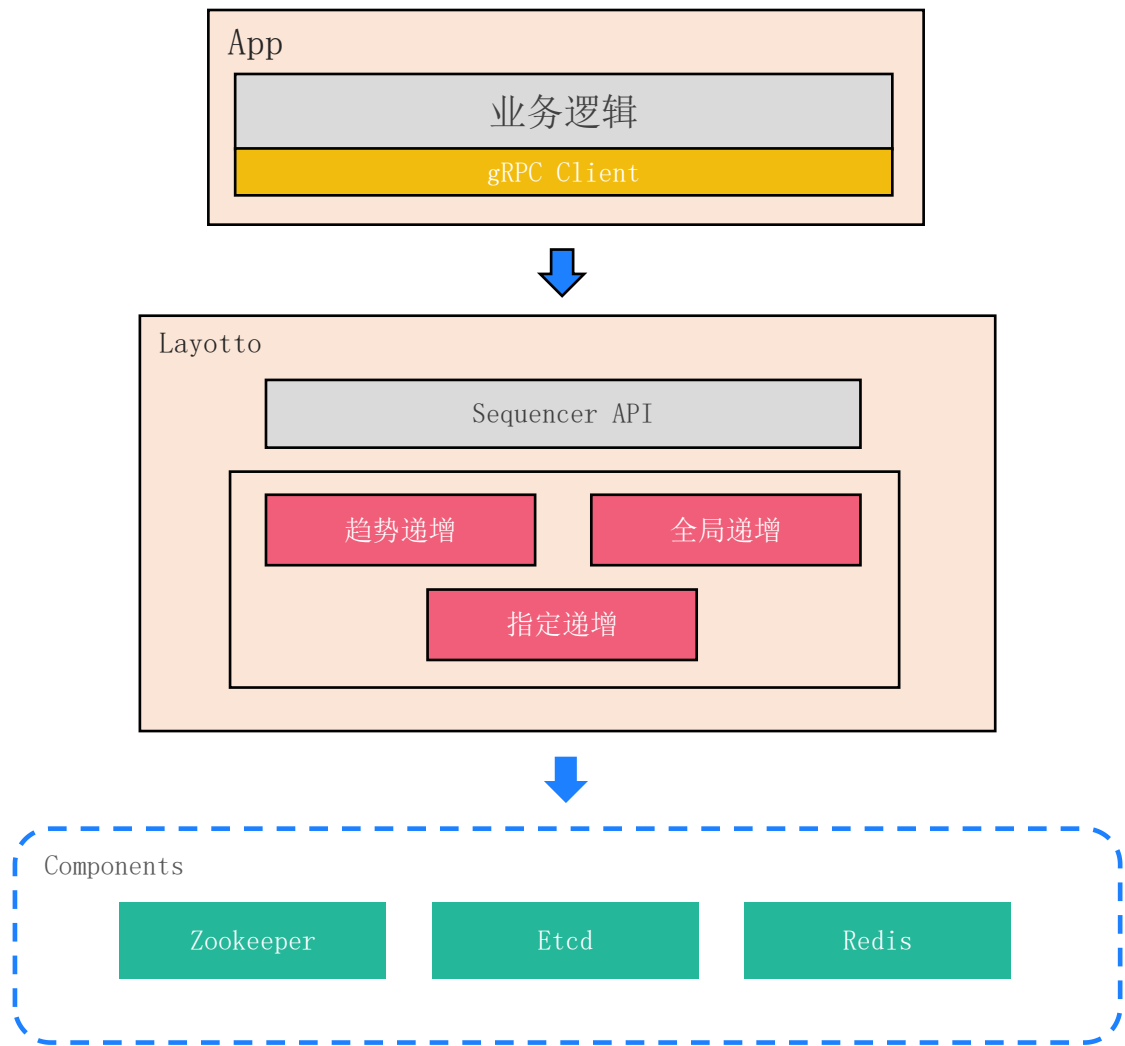 App
业务逻辑
gRPC Client
Layotto
Sequencer API
趋势递增
全局递增
指定递增
Components
Zookeeper
Etcd
Redis